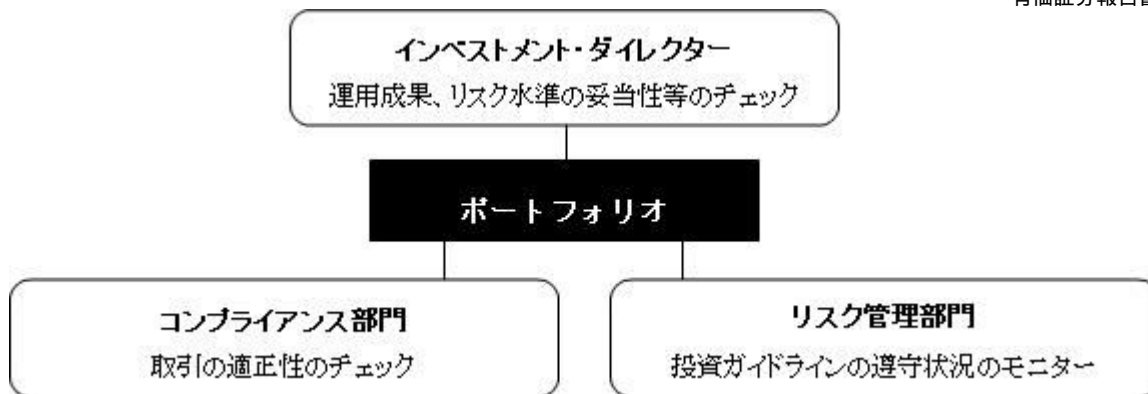 インベストメント・ダイレクター
運用成果、リスク水準の妥当性等のチェック
ポートフォリオ
コンプライアンス部門
取引の適正性のチェック
リスク管理部門
投資ガイドラインの遵守状況のモニター